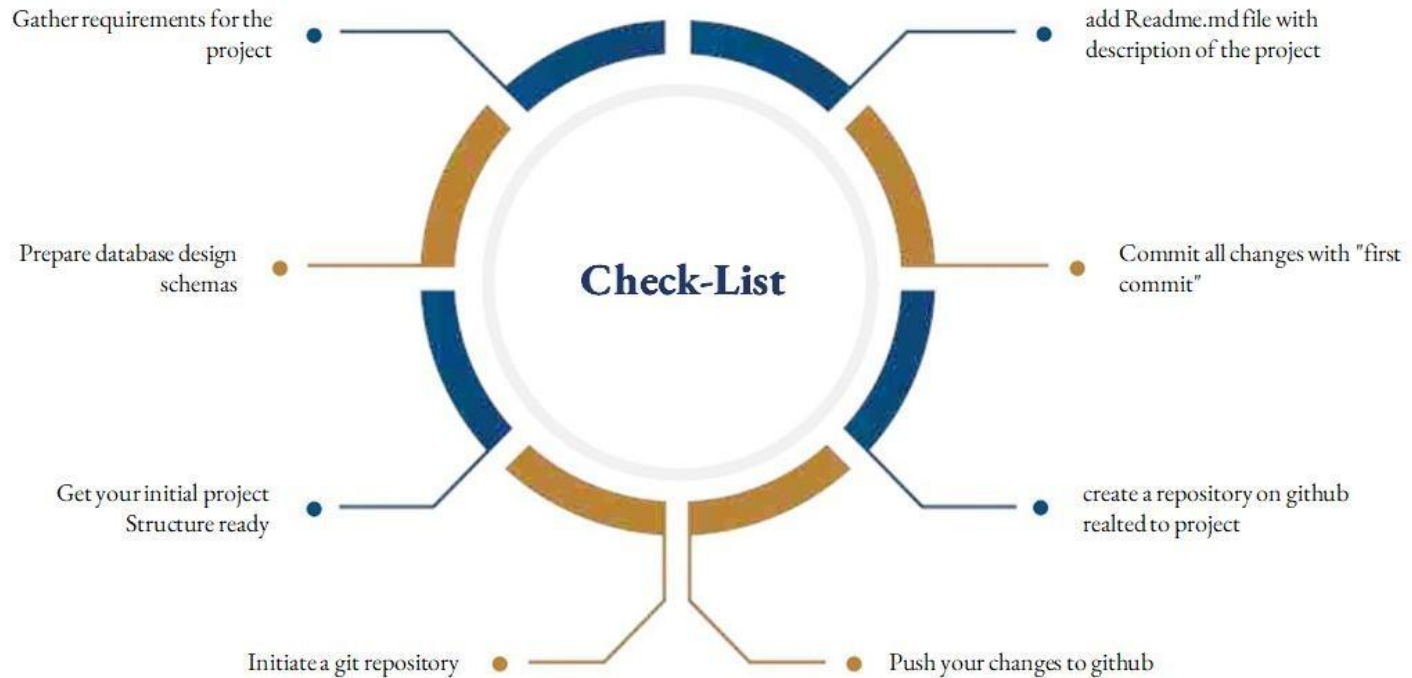 Gather requirements for the
project
Prepare database design
schemas
Get your initial project
Structure ready
Initiate a git repository
Check-List
add Readme.md file with
description of the project
Commit all changes with "first
commit"
create a repository on github
realted to project
Push your changes to github